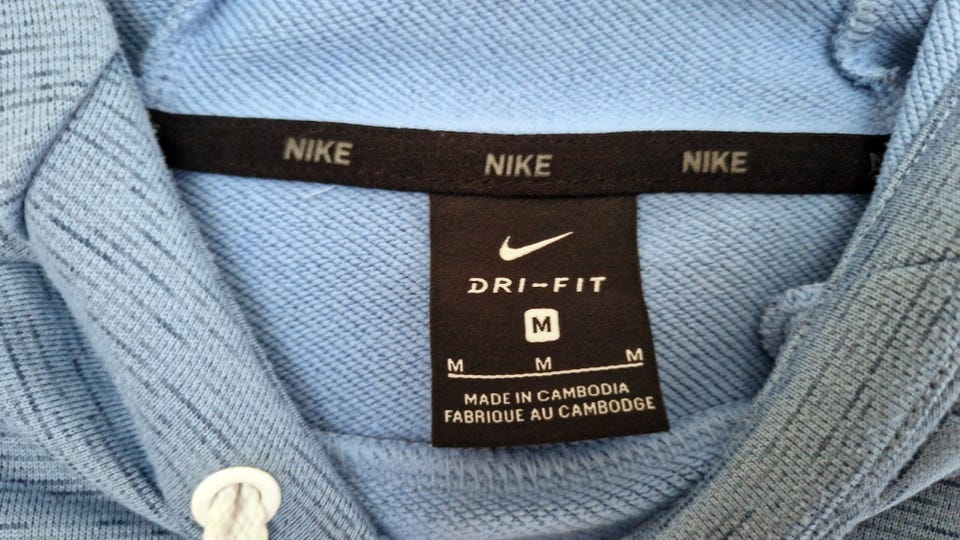 NIKE NIKE NIKE N
DRI-FIT
M
M M M
MADE IN CAMBODIA
FABRIQUE AU CAMBODGE